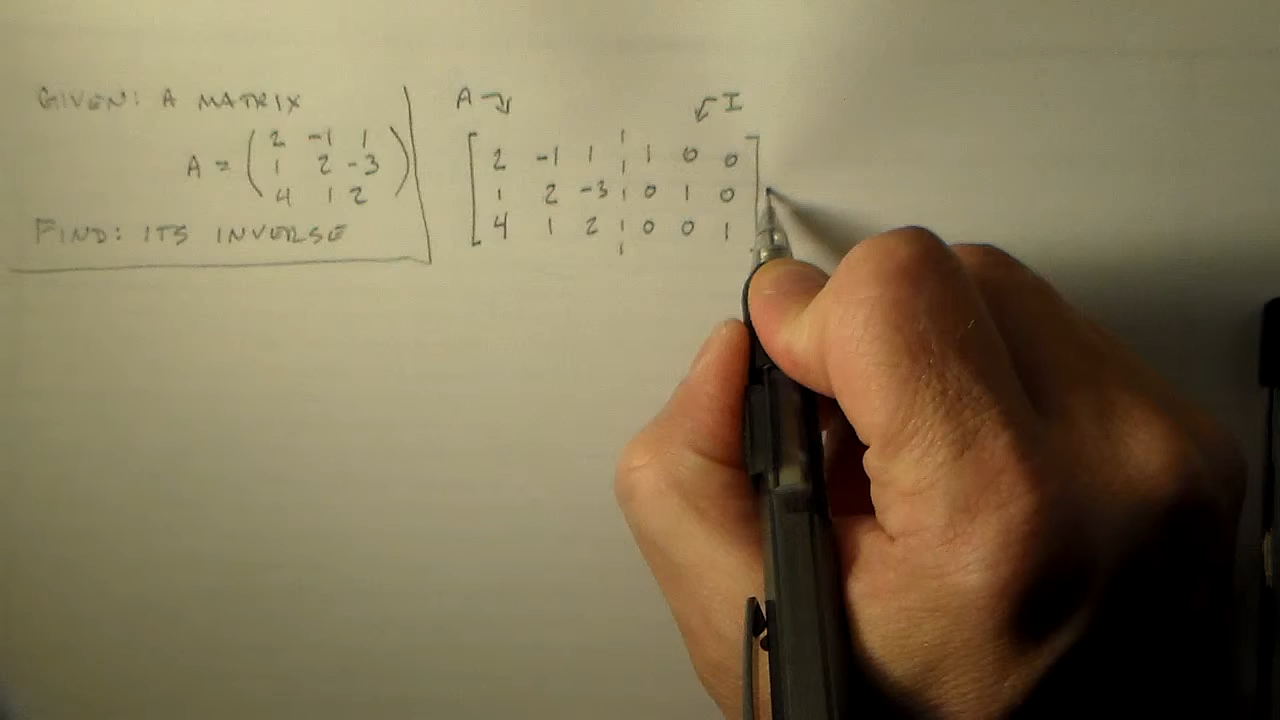 GIVEN: A MATRIX
A = ( 2 -1 1
1 2 -3
4 1 2 )
FIND: ITS INVERSE
A I
[ 2 -1 1 | 1 0 0 ]
1 2 -3 | 0 1 0
4 1 2 | 0 0 1